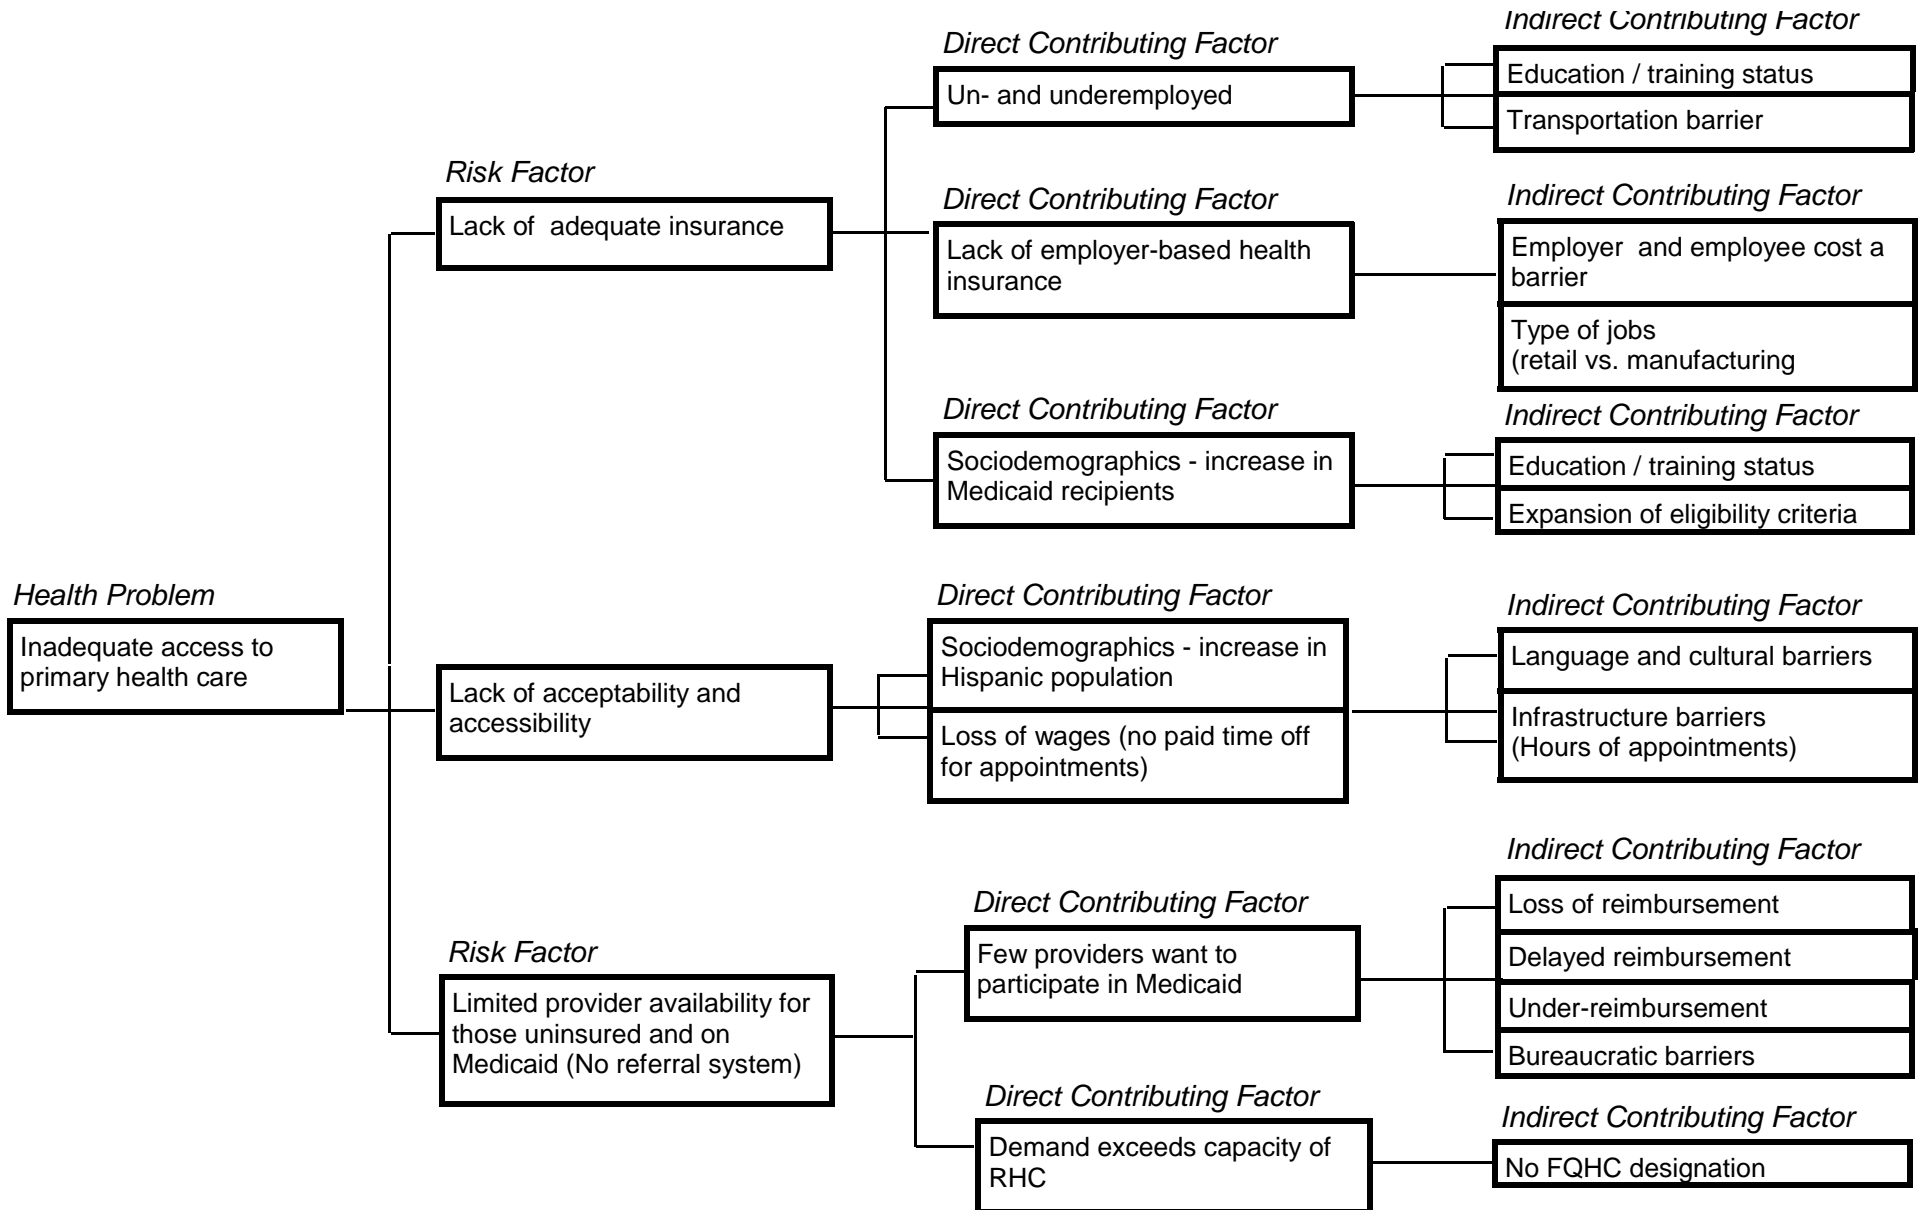 Indirect Contributing Factor
Direct Contributing Factor
Education / training status
Un- and underemployed
Transportation barrier
Risk Factor
Direct Contributing Factor
Indirect Contributing Factor
Lack of  adequate insurance
Lack of employer-based health
insurance
Employer  and employee cost a
barrier
Type of jobs
(retail vs. manufacturing
Direct Contributing Factor
Indirect Contributing Factor
Sociodemographics - increase in
Medicaid recipients
Education / training status
Expansion of eligibility criteria
Health Problem
Inadequate access to
primary health care
Direct Contributing Factor
Indirect Contributing Factor
Lack of acceptability and
accessibility
Sociodemographics - increase in
Hispanic population
Loss of wages (no paid time off
for appointments)
Language and cultural barriers
Infrastructure barriers
(Hours of appointments)
Indirect Contributing Factor
Direct Contributing Factor
Loss of reimbursement
Risk Factor
Few providers want to
participate in Medicaid
Delayed reimbursement
Under-reimbursement
Bureaucratic barriers
Limited provider availability for
those uninsured and on
Medicaid (No referral system)
Direct Contributing Factor
Indirect Contributing Factor
Demand exceeds capacity of
RHC
No FQHC designation